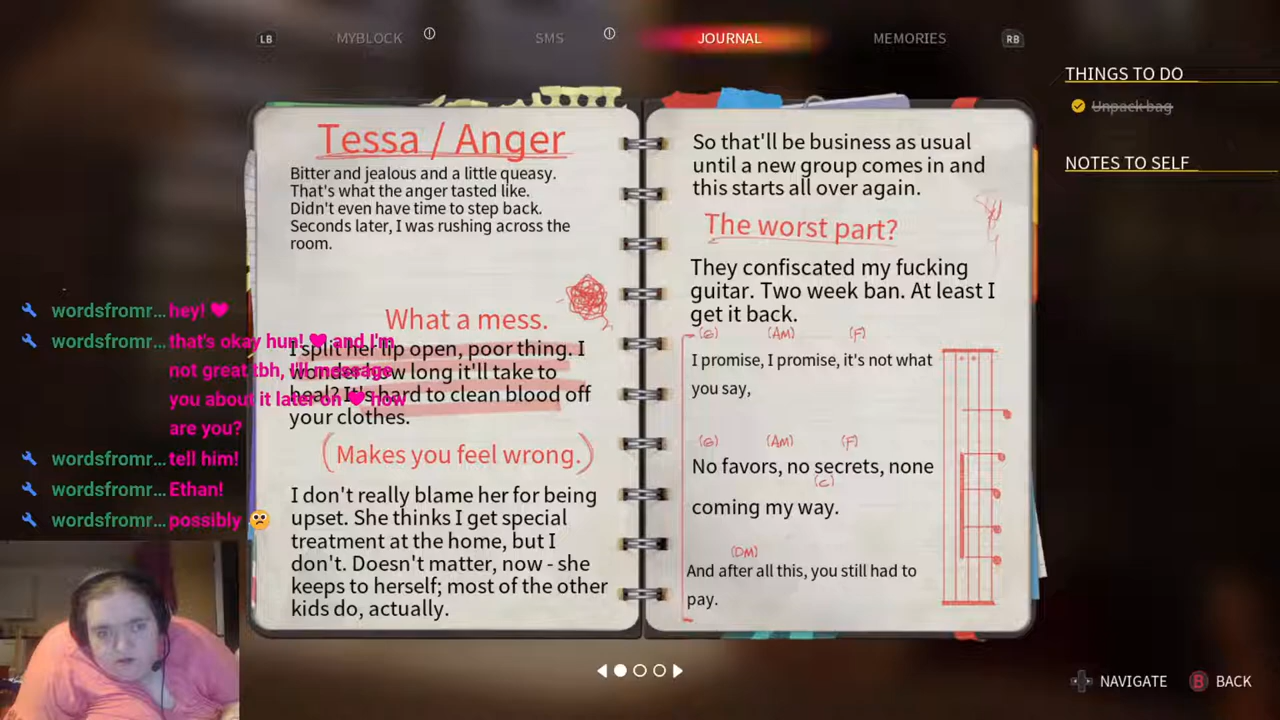 LB
MYBLOCK
SMS
JOURNAL
MEMORIES
RB
THINGS TO DO
Unpack bag
NOTES TO SELF
Tessa / Anger
Bitter and jealous and a little queasy.
That's what the anger tasted like.
Didn't even have time to step back.
Seconds later, I was rushing across the
room.
What a mess.
I split her lip open, poor thing. I
wonder how long it'll take to
heal? It's hard to clean blood off
your clothes.
(Makes you feel wrong.)
I don't really blame her for being
upset. She thinks I get special
treatment at the home, but I
don't. Doesn't matter, now - she
keeps to herself; most of the other
kids do, actually.
So that'll be business as usual
until a new group comes in and
this starts all over again.
The worst part?
They confiscated my fucking
guitar. Two week ban. At least I
get it back.
(G) (AM) (F)
I promise, I promise, it's not what
you say,
(G) (AM) (F)
No favors, no secrets, none
(C)
coming my way.
(DM)
And after all this, you still had to
pay.
wordsfromr... hey!
wordsfromr... that's okay hun! and I'm
not great tbh, I'll message
you about it later on how
are you?
wordsfromr... tell him!
wordsfromr... Ethan!
wordsfromr... possibly
NAVIGATE
B BACK